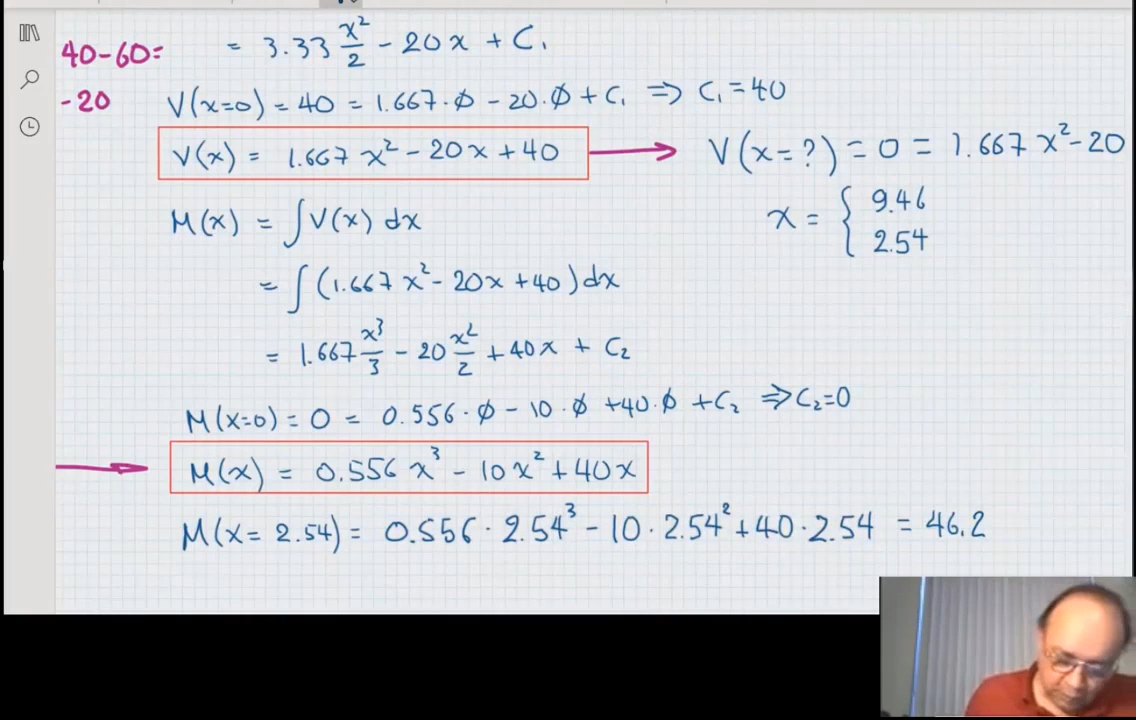 40-60=
-20
= 3.33 x²/2 - 20x + C₁
V(x=0) = 40 = 1.667·0 - 20·0 + C₁ ⇒ C₁ = 40
V(x) = 1.667 x² - 20x + 40 → V(x=?) = 0 = 1.667 x² - 20
M(x) = ∫V(x) dx
x = { 9.46
2.54
= ∫(1.667 x² - 20x + 40) dx
= 1.667 x³/3 - 20 x²/2 + 40x + C₂
M(x=0) = 0 = 0.556·0 - 10·0 + 40·0 + C₂ ⇒ C₂=0
→ M(x) = 0.556 x³ - 10x² + 40x
M(x= 2.54) = 0.556 · 2.54³ - 10 · 2.54² + 40 · 2.54 = 46.2